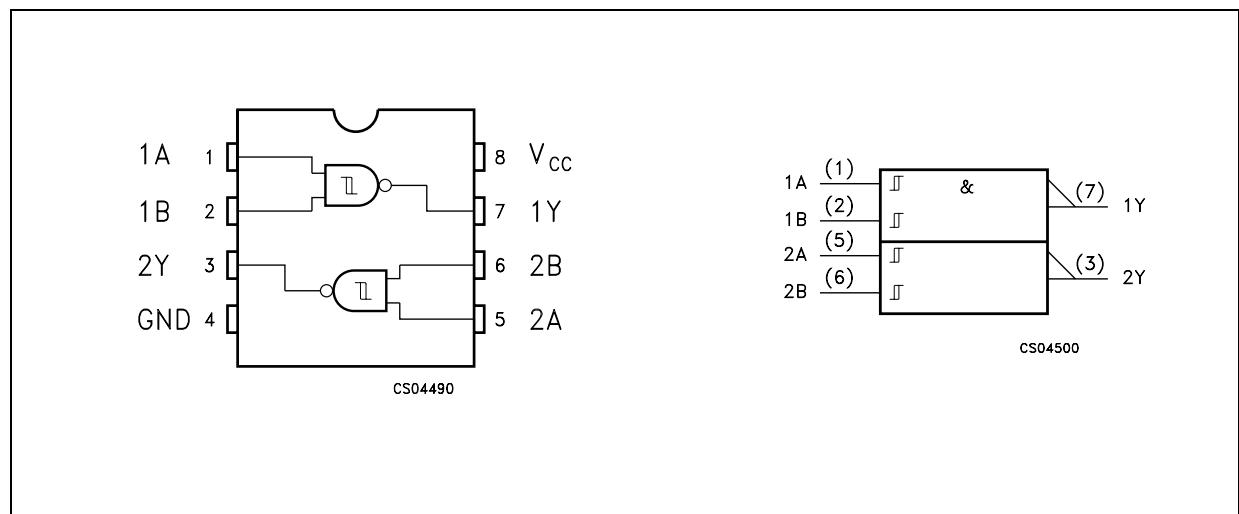 1A 1 8 VCC
1B 2 7 1Y
2Y 3 6 2B
GND 4 5 2A
CS04490
1A (1) &
1B (2) (7) 1Y
2A (5)
2B (6) (3) 2Y
CS04500